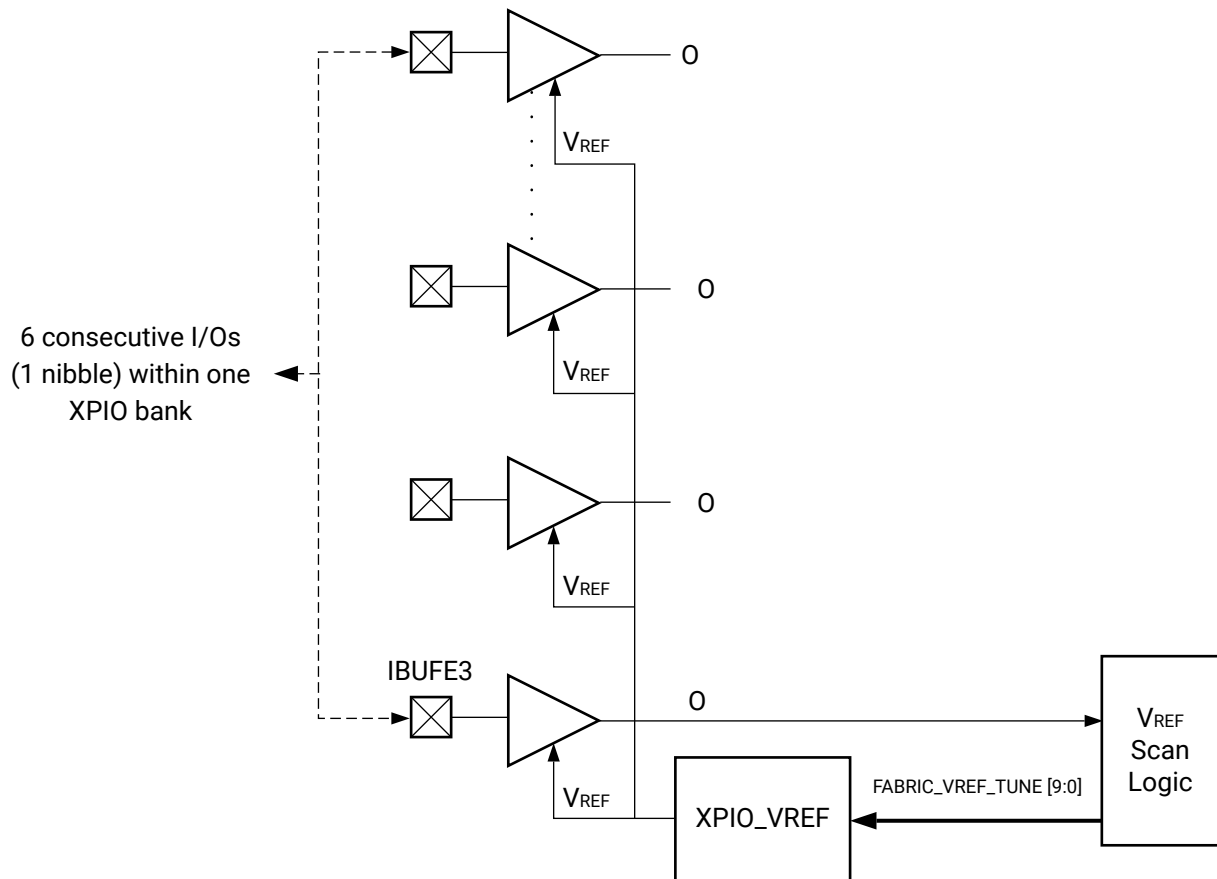 O
VREF
O
6 consecutive I/Os
(1 nibble) within one
XPIO bank
VREF
O
VREF
IBUFE3
O
VREF
Scan
Logic
VREF
XPIO_VREF
FABRIC_VREF_TUNE [9:0]